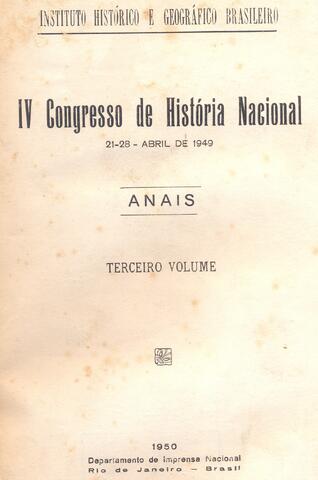 INSTITUTO HISTÓRICO E GEOGRÁFICO BRASILEIRO
IV Congresso de História Nacional
21-28 - ABRIL DE 1949
ANAIS
TERCEIRO VOLUME
1950
Departamento de Imprensa Nacional
Rio de Janeiro — Brasil